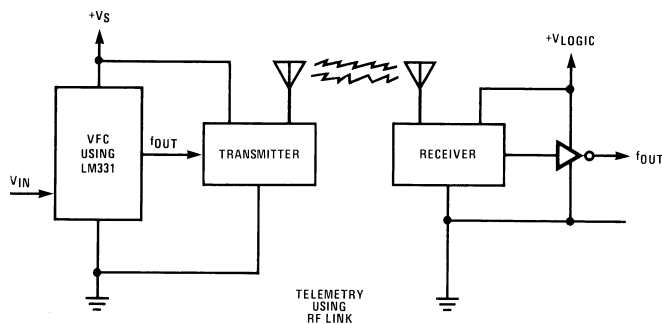 +VS
+VLOGIC
VFC
USING
LM331
fOUT
TRANSMITTER
RECEIVER
fOUT
VIN
TELEMETRY
USING
RF LINK